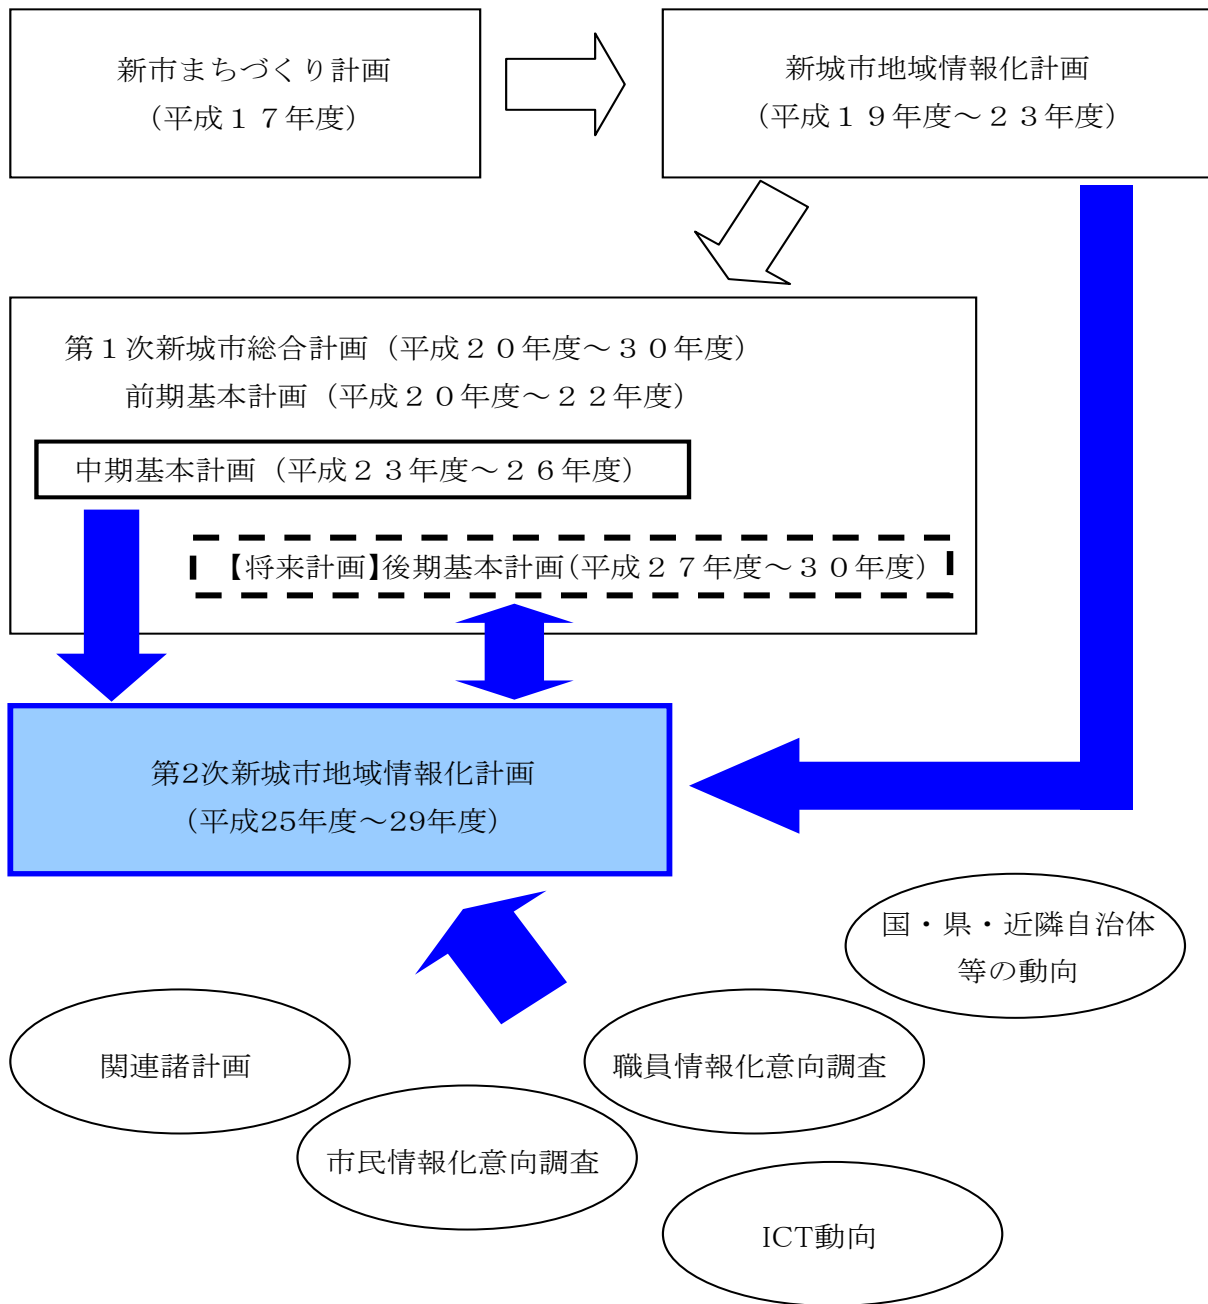 新市まちづくり計画
（平成１７年度）
新城市地域情報化計画
（平成１９年度～２３年度）
第１次新城市総合計画（平成２０年度～３０年度）
前期基本計画（平成２０年度～２２年度）
中期基本計画（平成２３年度～２６年度）
【将来計画】後期基本計画（平成２７年度～３０年度）
第2次新城市地域情報化計画
（平成25年度～29年度）
国・県・近隣自治体
等の動向
関連諸計画
職員情報化意向調査
市民情報化意向調査
ICT動向